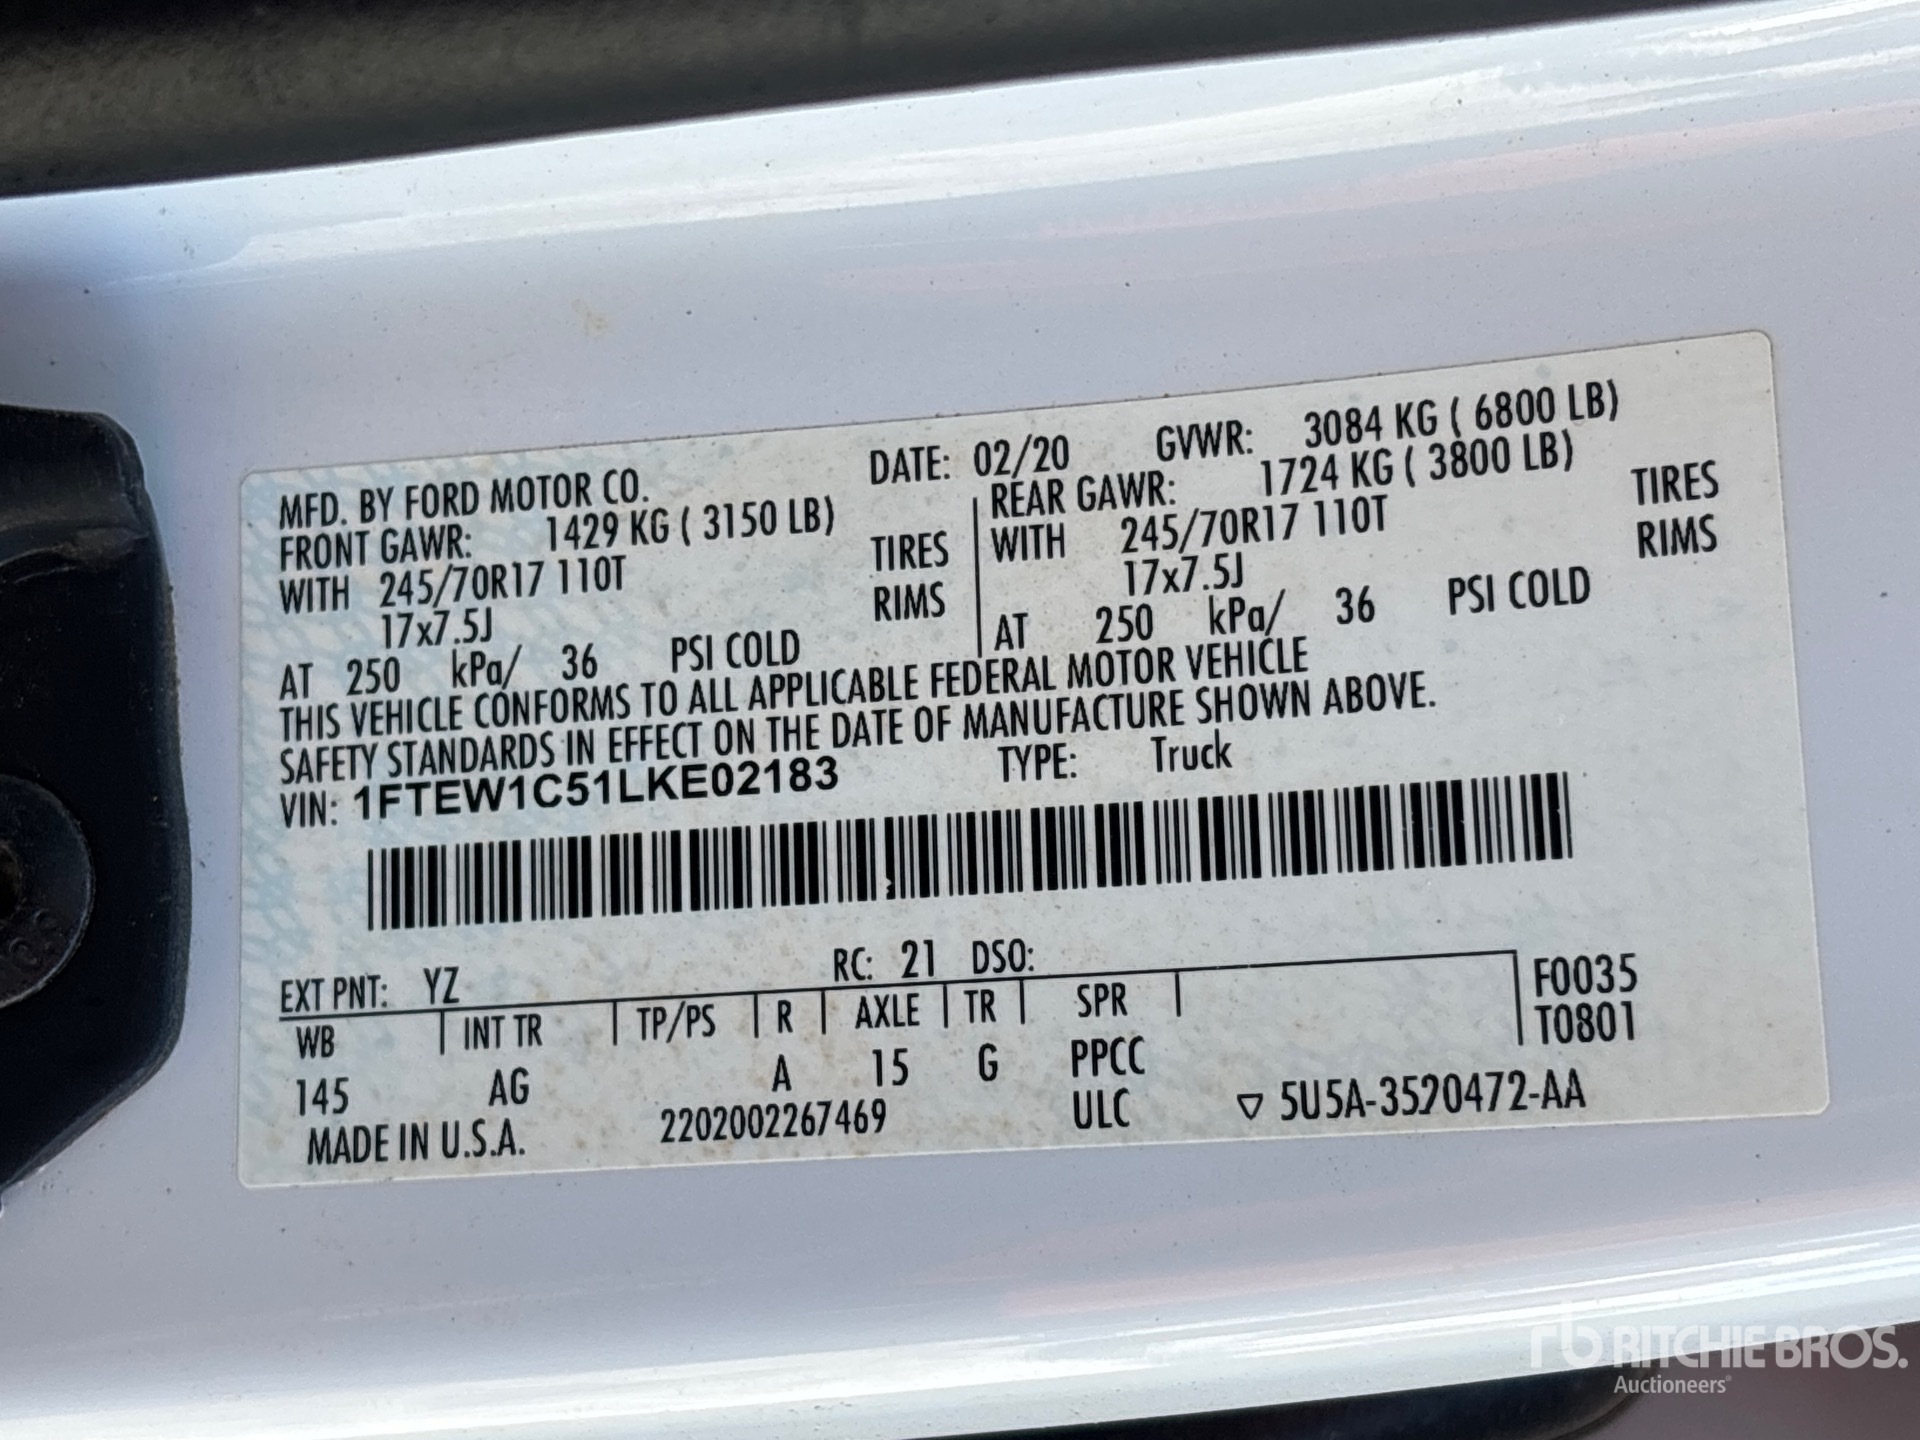 MFD. BY FORD MOTOR CO. DATE: 02/20 GVWR: 3084 KG ( 6800 LB)
FRONT GAWR: 1429 KG ( 3150 LB)
WITH 245/70R17 110T TIRES
17x7.5J RIMS
AT 250 kPa/ 36 PSI COLD
REAR GAWR: 1724 KG ( 3800 LB)
WITH 245/70R17 110T TIRES
17x7.5J RIMS
AT 250 kPa/ 36 PSI COLD
THIS VEHICLE CONFORMS TO ALL APPLICABLE FEDERAL MOTOR VEHICLE
SAFETY STANDARDS IN EFFECT ON THE DATE OF MANUFACTURE SHOWN ABOVE.
VIN: 1FTEW1C51LKE02183 TYPE: Truck
EXT PNT: YZ RC: 21 DSO:
WB INT TR TP/PS R AXLE TR SPR
145 AG A 15 G PPCC
F0035
T0801
MADE IN U.S.A. 2202002267469 ULC ▽ 5U5A-3520472-AA
rb RITCHIE BROS.
Auctioneers